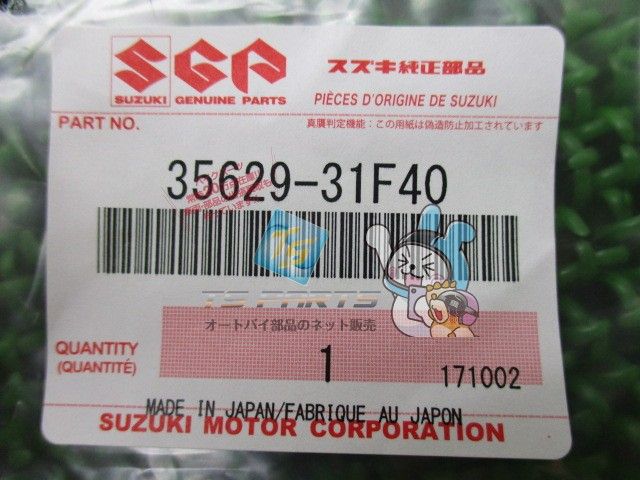 SGP
スズキ純正部品
SUZUKI GENUINE PARTS
PIÈCES D'ORIGINE DE SUZUKI
PART NO.
真贋判定機能：この用紙は偽造防止加工されています
35629-31F40
TS
TS PARTS
オートバイ部品のネット販売
QUANTITY
(QUANTITÉ)
1
171002
MADE IN JAPAN/FABRIQUE AU JAPON
SUZUKI MOTOR CORPORATION